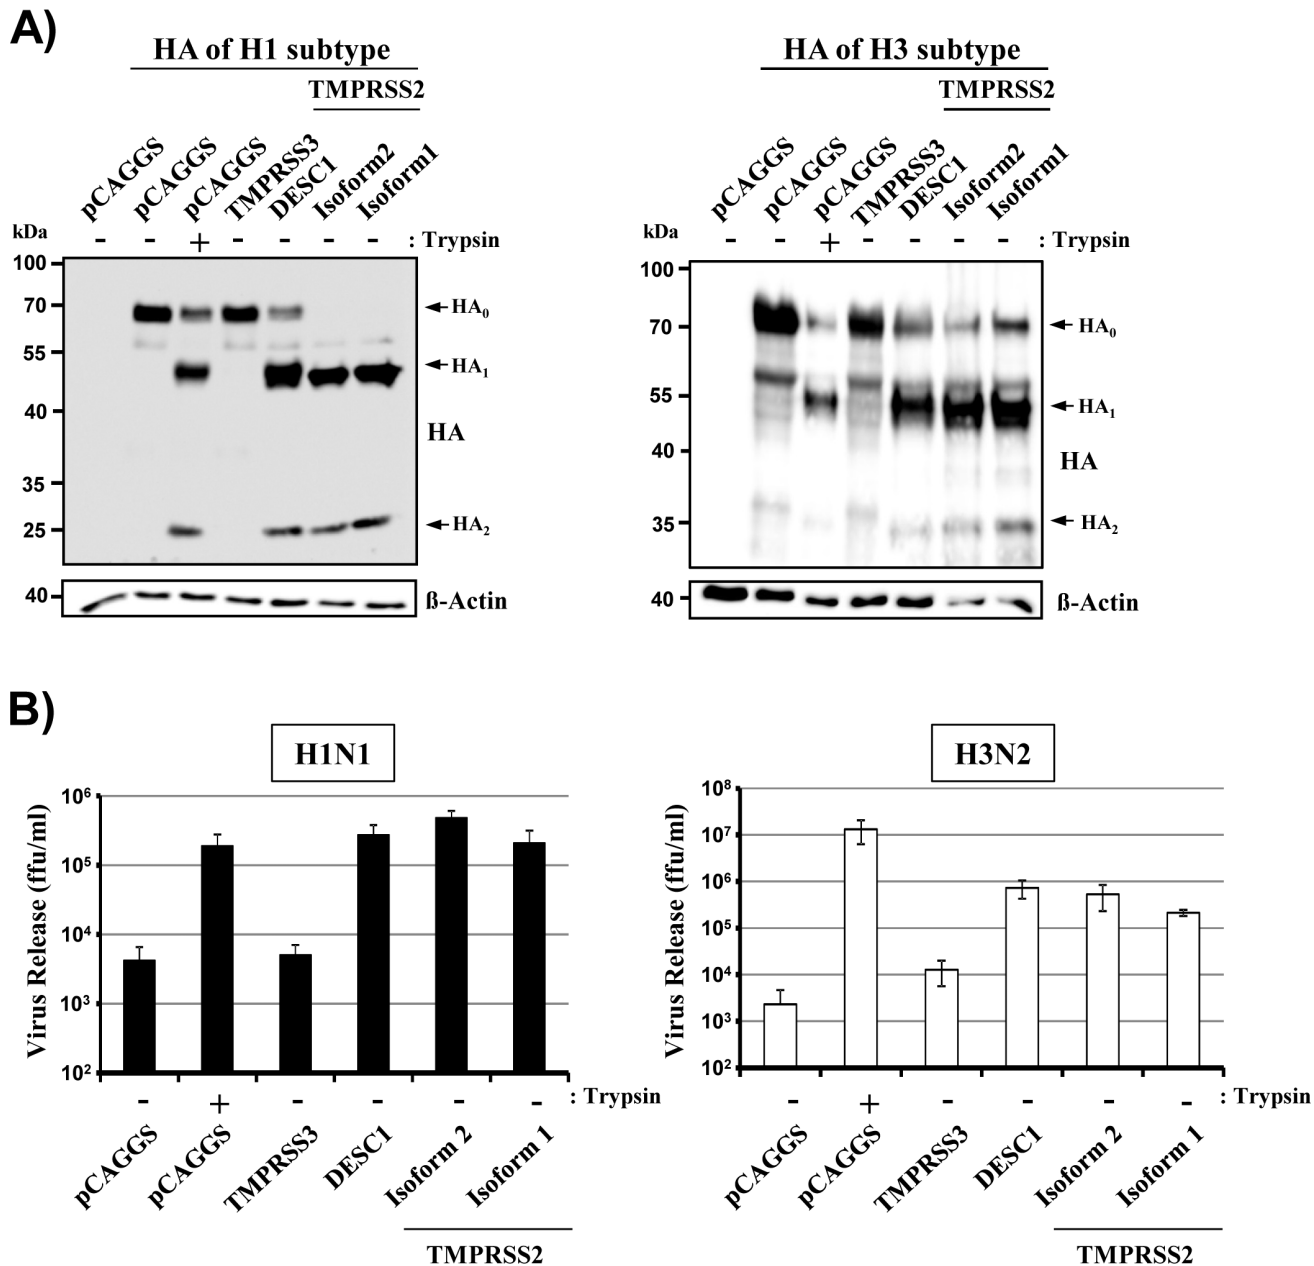 A)
HA of H1 subtype
TMPRSS2
pCAGGS
pCAGGS
pCAGGS
TMPRSS3
DESC1
Isoform2
Isoform1
kDa
- - + - - - - : Trypsin
100
70
55
40
35
25
HA0
HA1
HA
HA2
40
ß-Actin
HA of H3 subtype
TMPRSS2
pCAGGS
pCAGGS
pCAGGS
TMPRSS3
DESC1
Isoform2
Isoform1
kDa
- - + - - - - : Trypsin
100
70
55
40
35
HA0
HA1
HA
HA2
40
ß-Actin
B)
H1N1
Virus Release (ffu/ml)
10^6
10^5
10^4
10^3
10^2
- + - - - - : Trypsin
pCAGGS
pCAGGS
TMPRSS3
DESC1
Isoform 2
Isoform 1
TMPRSS2
H3N2
Virus Release (ffu/ml)
10^8
10^7
10^6
10^5
10^4
10^3
10^2
- + - - - - : Trypsin
pCAGGS
pCAGGS
TMPRSS3
DESC1
Isoform 2
Isoform 1
TMPRSS2